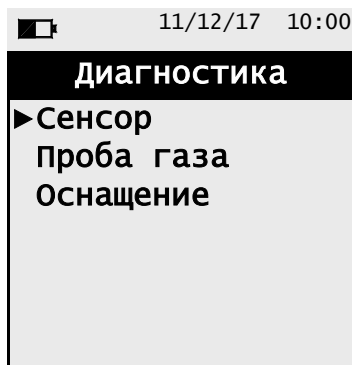 11/12/17 10:00
Диагностика
Сенсор
Проба газа
Оснащение